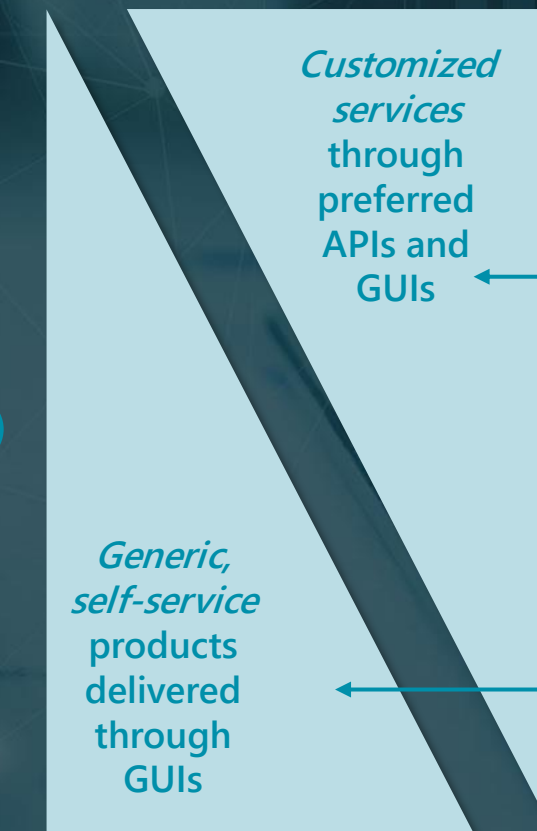 Customized
services
through
preferred
APIs and
GUIs
Generic,
self-service
products
delivered
through
GUIs